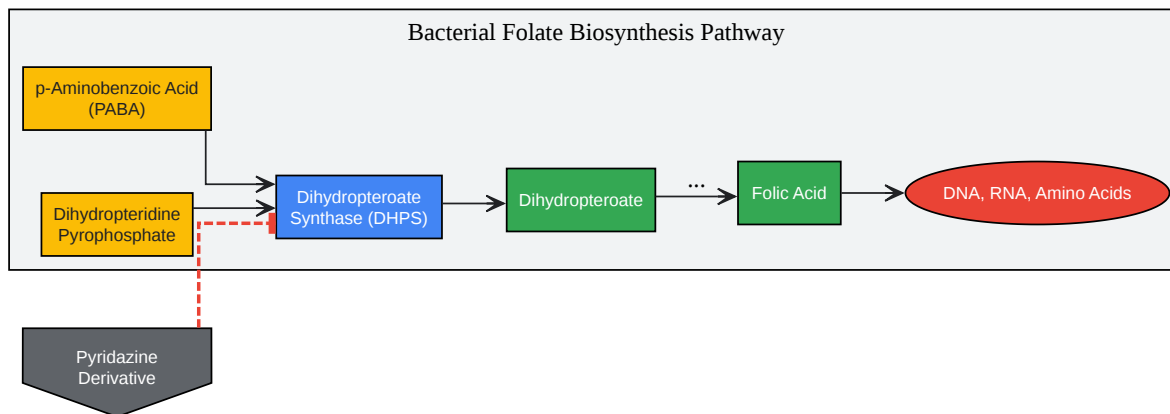 Bacterial Folate Biosynthesis Pathway
p-Aminobenzoic Acid
(PABA)
Dihydropteridine
Pyrophosphate
Dihydropteroate
Synthase (DHPS)
Dihydropteroate
...
Folic Acid
DNA, RNA, Amino Acids
Pyridazine
Derivative